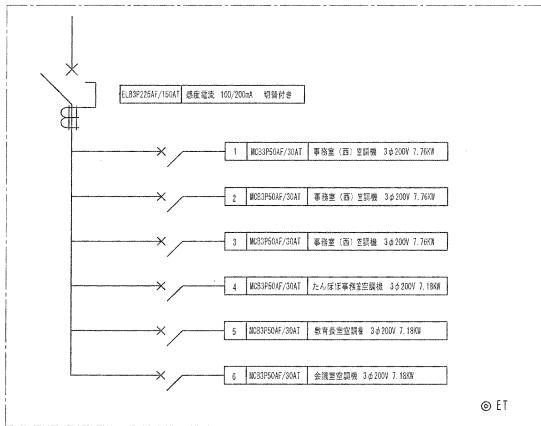 ELB3P225AF/150AT 感度電流 100/200mA 切替付き
1 MCB3P50AF/30AT 事務室(西)空調機 3φ200V 7.76KW
2 MCB3P50AF/30AT 事務室(西)空調機 3φ200V 7.76KW
3 MCB3P50AF/30AT 事務室(西)空調機 3φ200V 7.76KW
4 MCB3P50AF/30AT たんぽぽ事務室空調機 3φ200V 7.18KW
5 MCB3P50AF/30AT 教育長室空調機 3φ200V 7.18KW
6 MCB3P50AF/30AT 会議室空調機 3φ200V 7.18KW
◎ ET